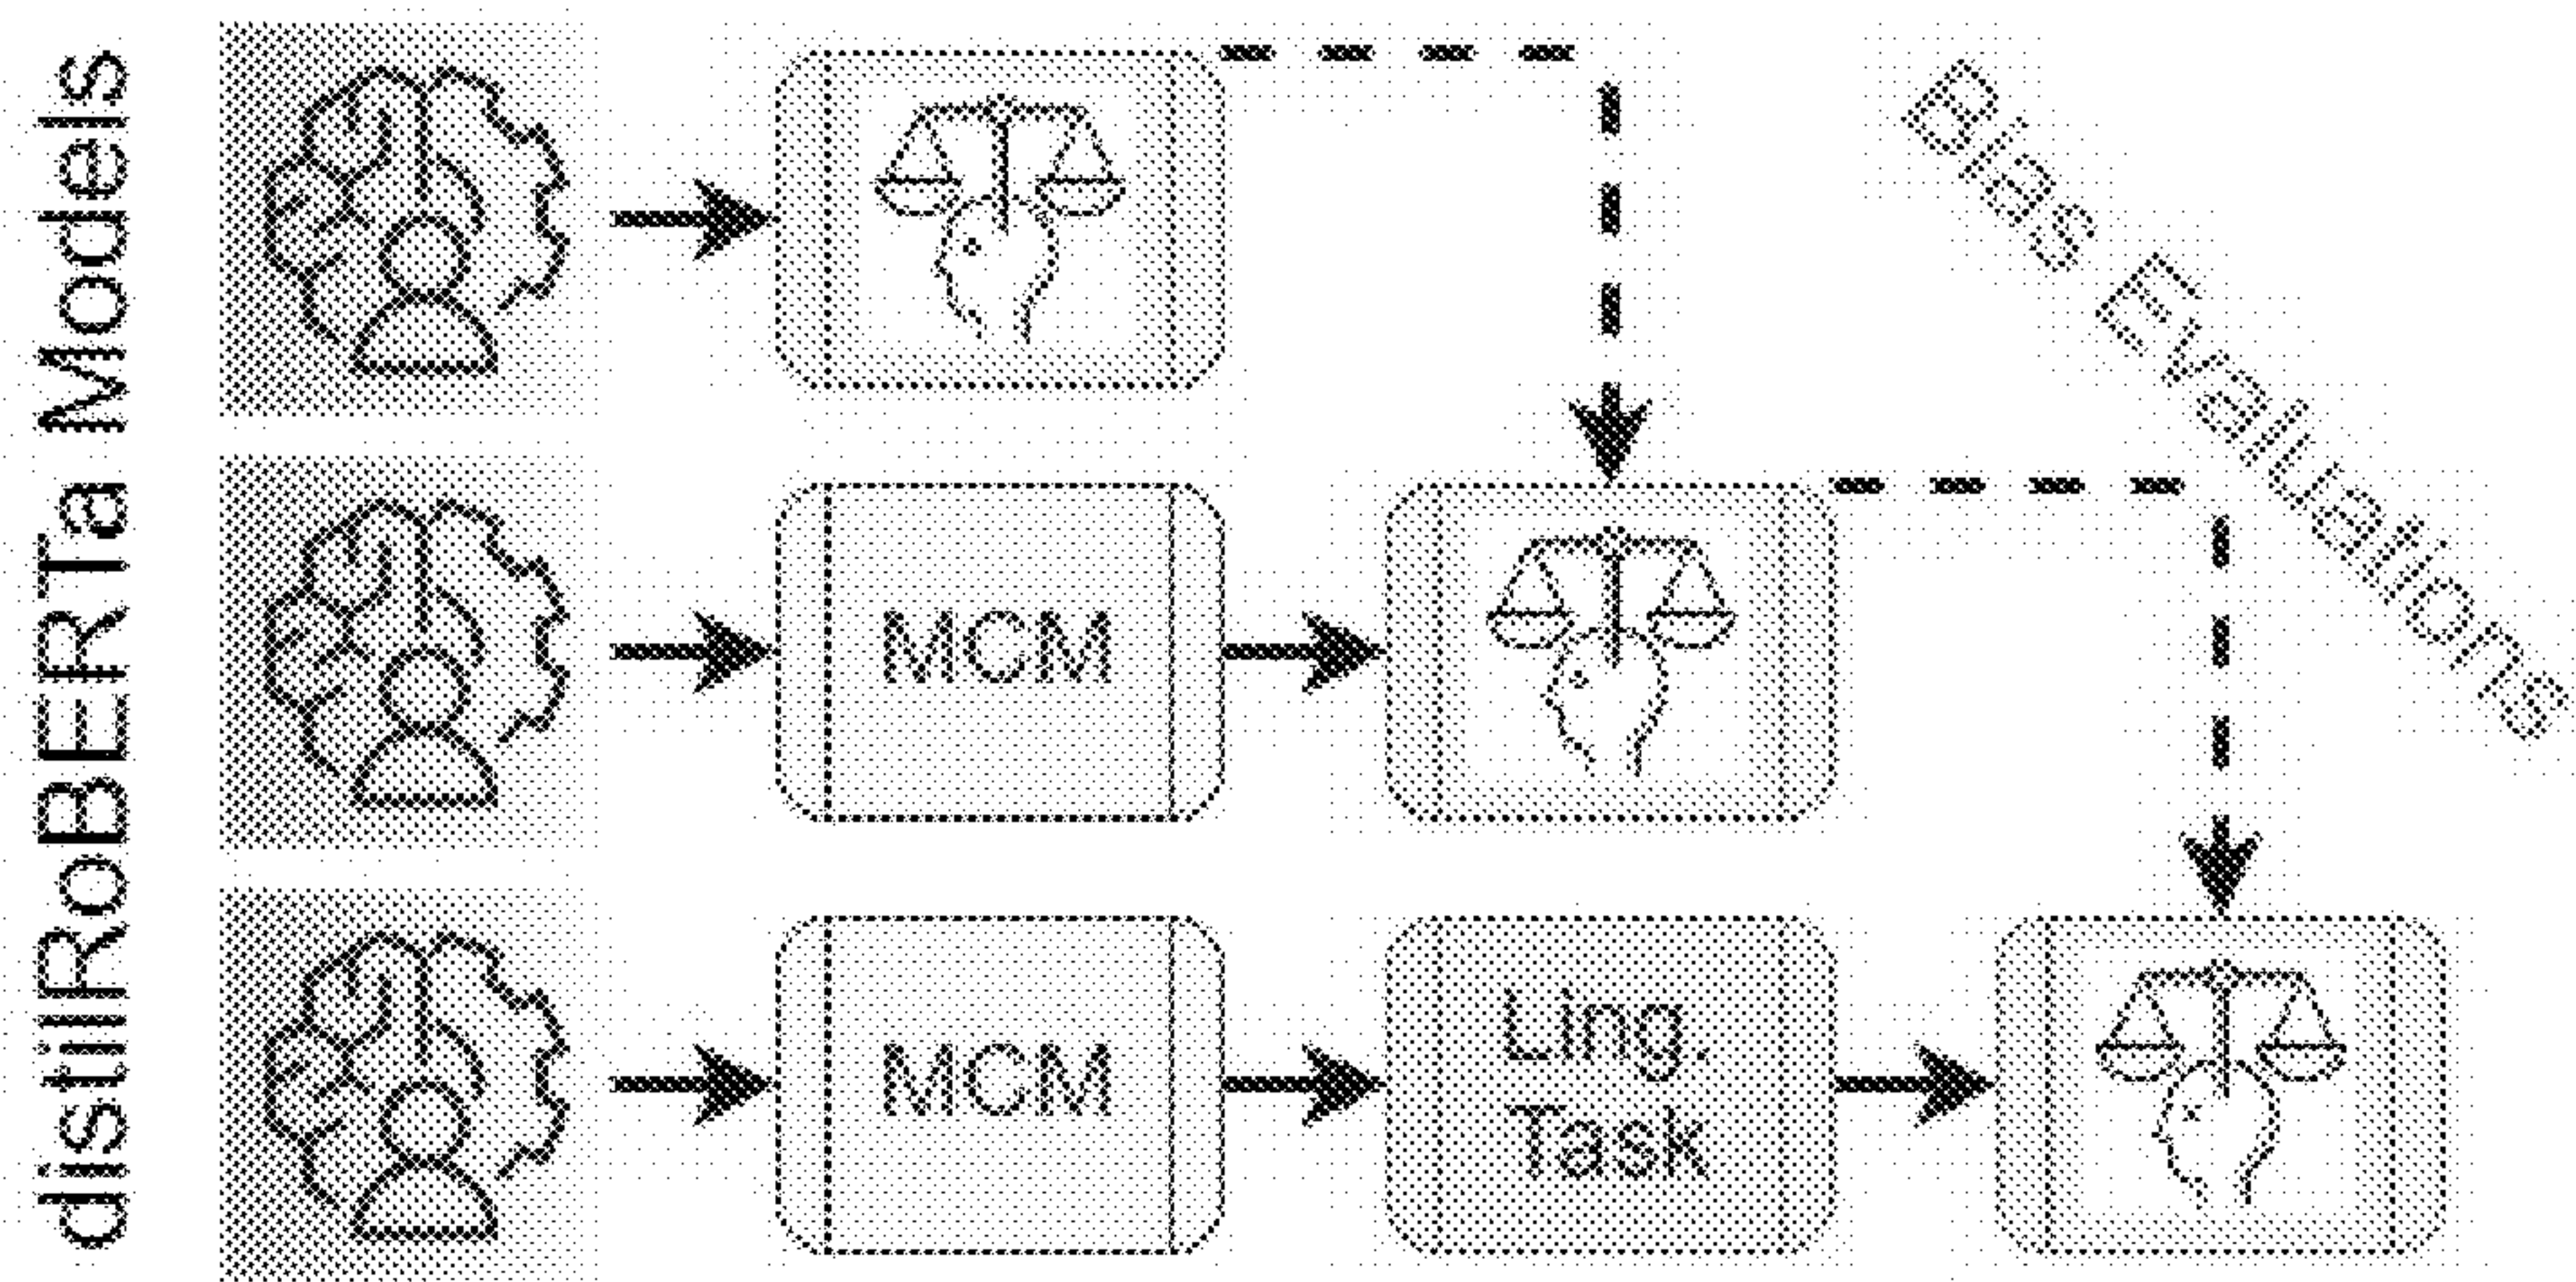 distilRoBERTa Models
Bias Evaluations
MCM
MCM
Ling.
Task